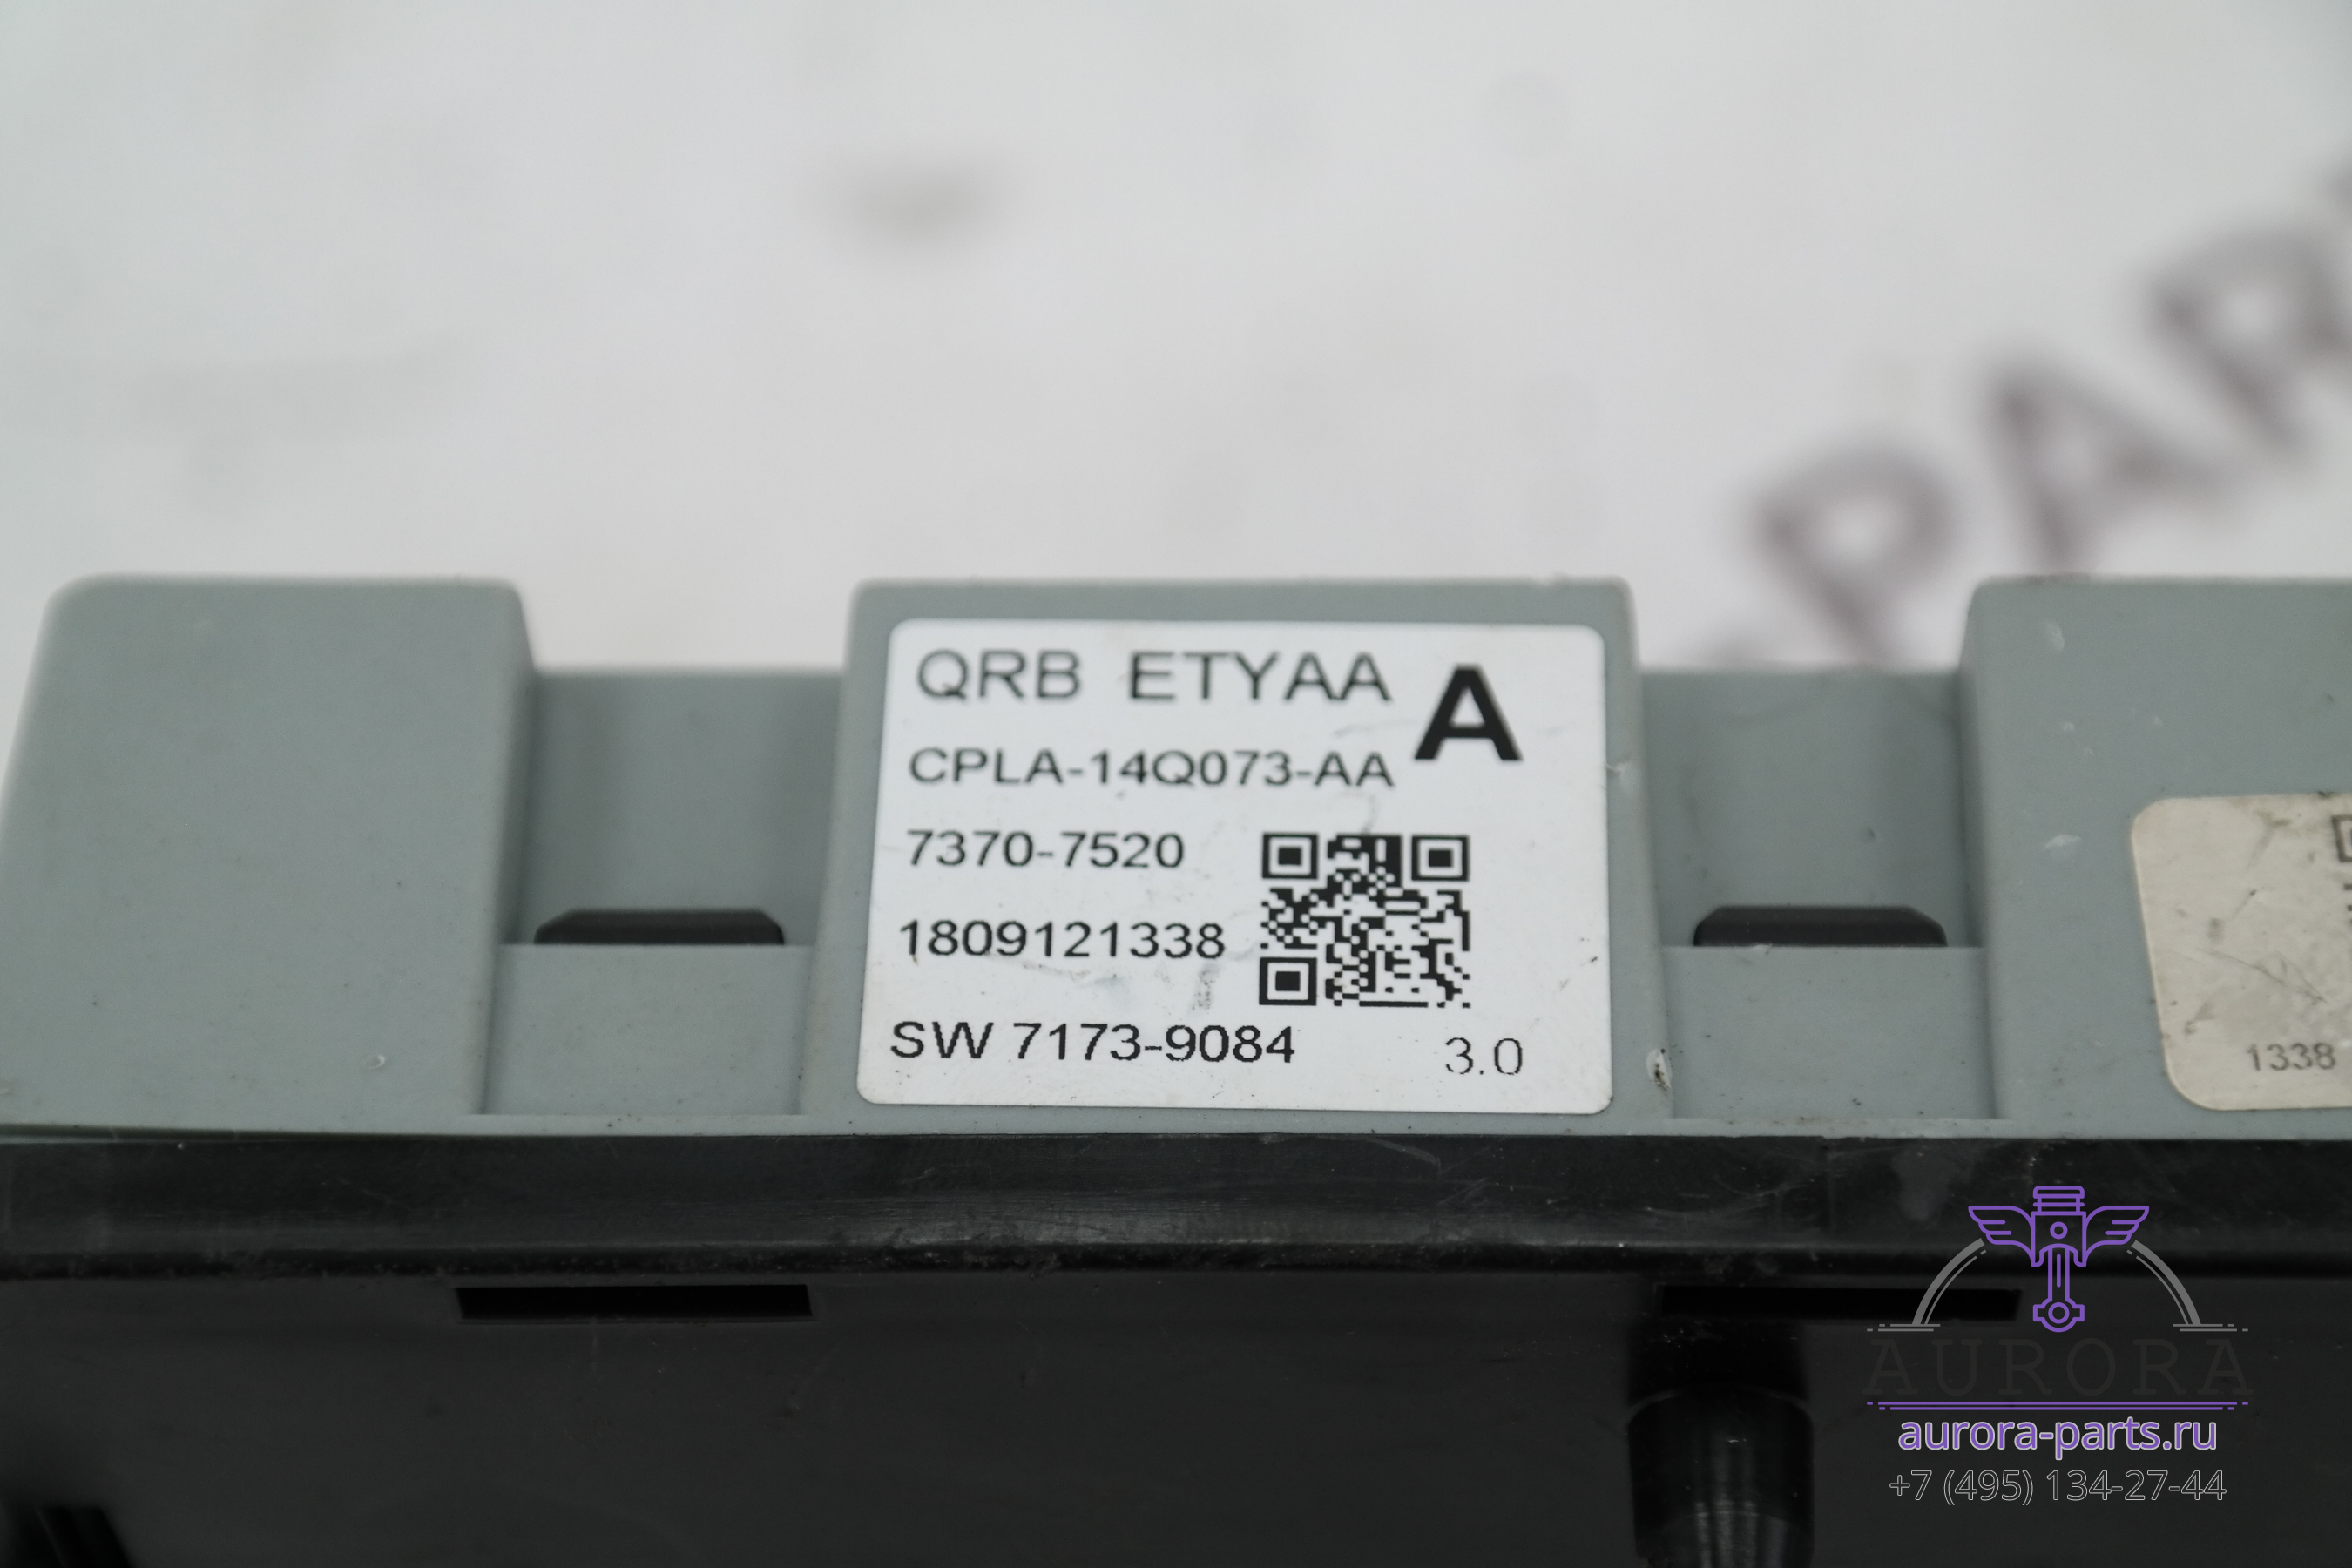 PAR
QRB ETYAA A
CPLA-14Q073-AA
7370-7520
1809121338
SW 7173-9084 3.0
1338
AURORA
aurora-parts.ru
+7 (495) 134-27-44